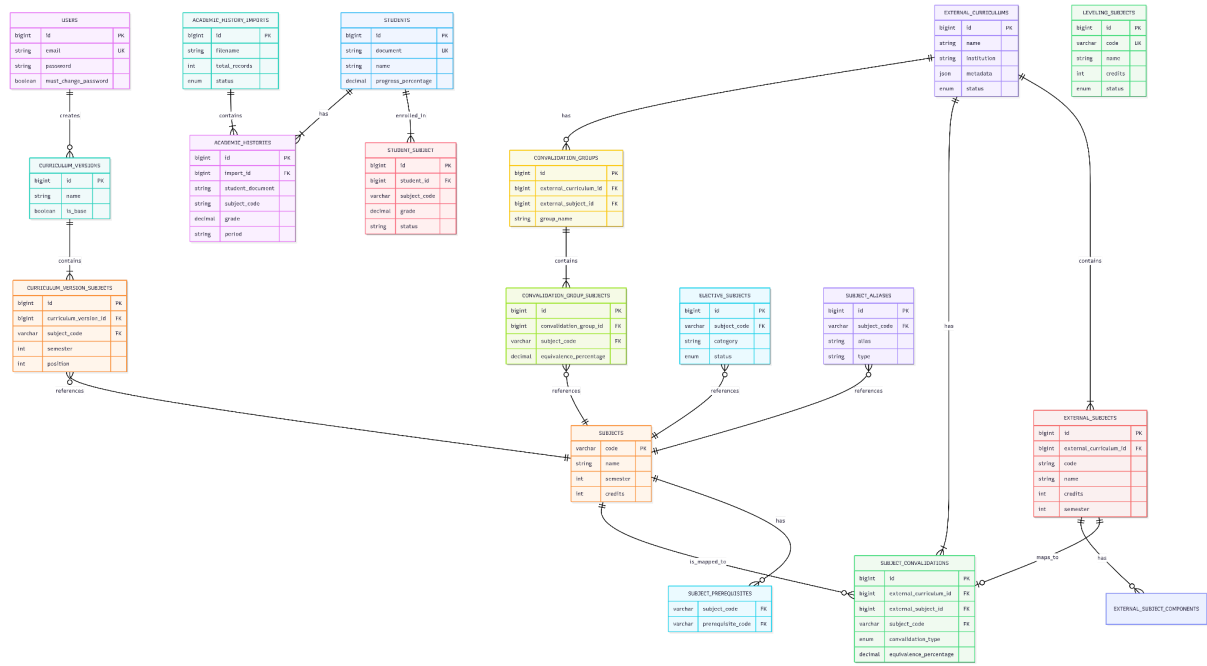 USERS
bigint id PK
string email UK
string password
boolean must_change_password
creates
CURRICULUM_VERSIONS
bigint id PK
string name
boolean is_base
contains
CURRICULUM_VERSION_SUBJECTS
bigint id PK
bigint curriculum_version_id FK
varchar subject_code FK
int semester
int position
references
ACADEMIC_HISTORY_IMPORTS
bigint id PK
string filename
int total_records
enum status
contains
STUDENTS
bigint id PK
string document UK
string name
decimal progress_percentage
has
enrolled_in
ACADEMIC_HISTORIES
bigint id PK
bigint import_id FK
string student_document
string subject_code
decimal grade
string period
STUDENT_SUBJECT
bigint id PK
bigint student_id FK
varchar subject_code
decimal grade
string status
EXTERNAL_CURRICULUMS
bigint id PK
string name
string institution
json metadata
enum status
LEVELING_SUBJECTS
bigint id PK
varchar code UK
string name
int credits
enum status
has
CONVALIDATION_GROUPS
bigint id PK
bigint external_curriculum_id FK
bigint external_subject_id FK
string group_name
contains
contains
has
CONVALIDATION_GROUP_SUBJECTS
bigint id PK
bigint convalidation_group_id FK
varchar subject_code FK
decimal equivalence_percentage
references
ELECTIVE_SUBJECTS
bigint id PK
varchar subject_code FK
string category
enum status
references
SUBJECT_ALIASES
bigint id PK
varchar subject_code FK
string alias
string type
references
SUBJECTS
varchar code PK
string name
int semester
int credits
EXTERNAL_SUBJECTS
bigint id PK
bigint external_curriculum_id FK
string code
string name
int credits
int semester
has
is_mapped_to
maps_to
has
SUBJECT_PREREQUISITES
varchar subject_code FK
varchar prerequisite_code FK
SUBJECT_CONVALIDATIONS
bigint id PK
bigint external_curriculum_id FK
bigint external_subject_id FK
varchar subject_code FK
enum convalidation_type
decimal equivalence_percentage
EXTERNAL_SUBJECT_COMPONENTS